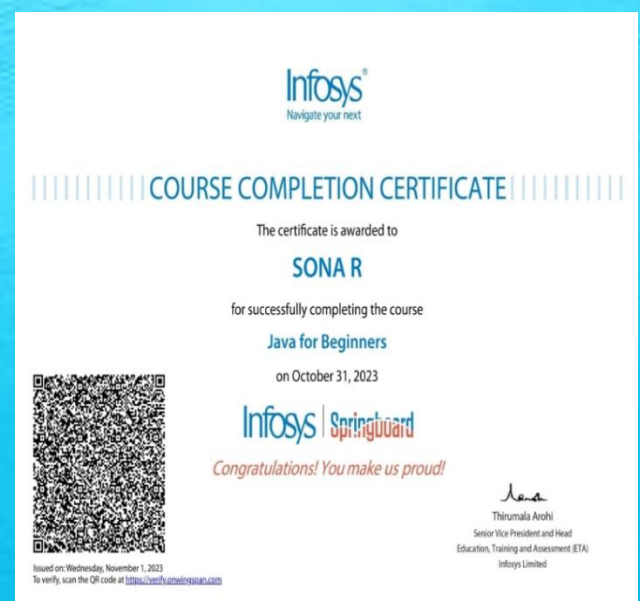 Infosys®
Navigate your next
COURSE COMPLETION CERTIFICATE
The certificate is awarded to
SONA R
for successfully completing the course
Java for Beginners
on October 31, 2023
Infosys | Springboard
Congratulations! You make us proud!
Thirumala Arohi
Senior Vice President and Head
Education, Training and Assessment (ETA)
Infosys Limited
Issued on: Wednesday, November 1, 2023
To verify, scan the QR code at https://verify.onwingspan.com